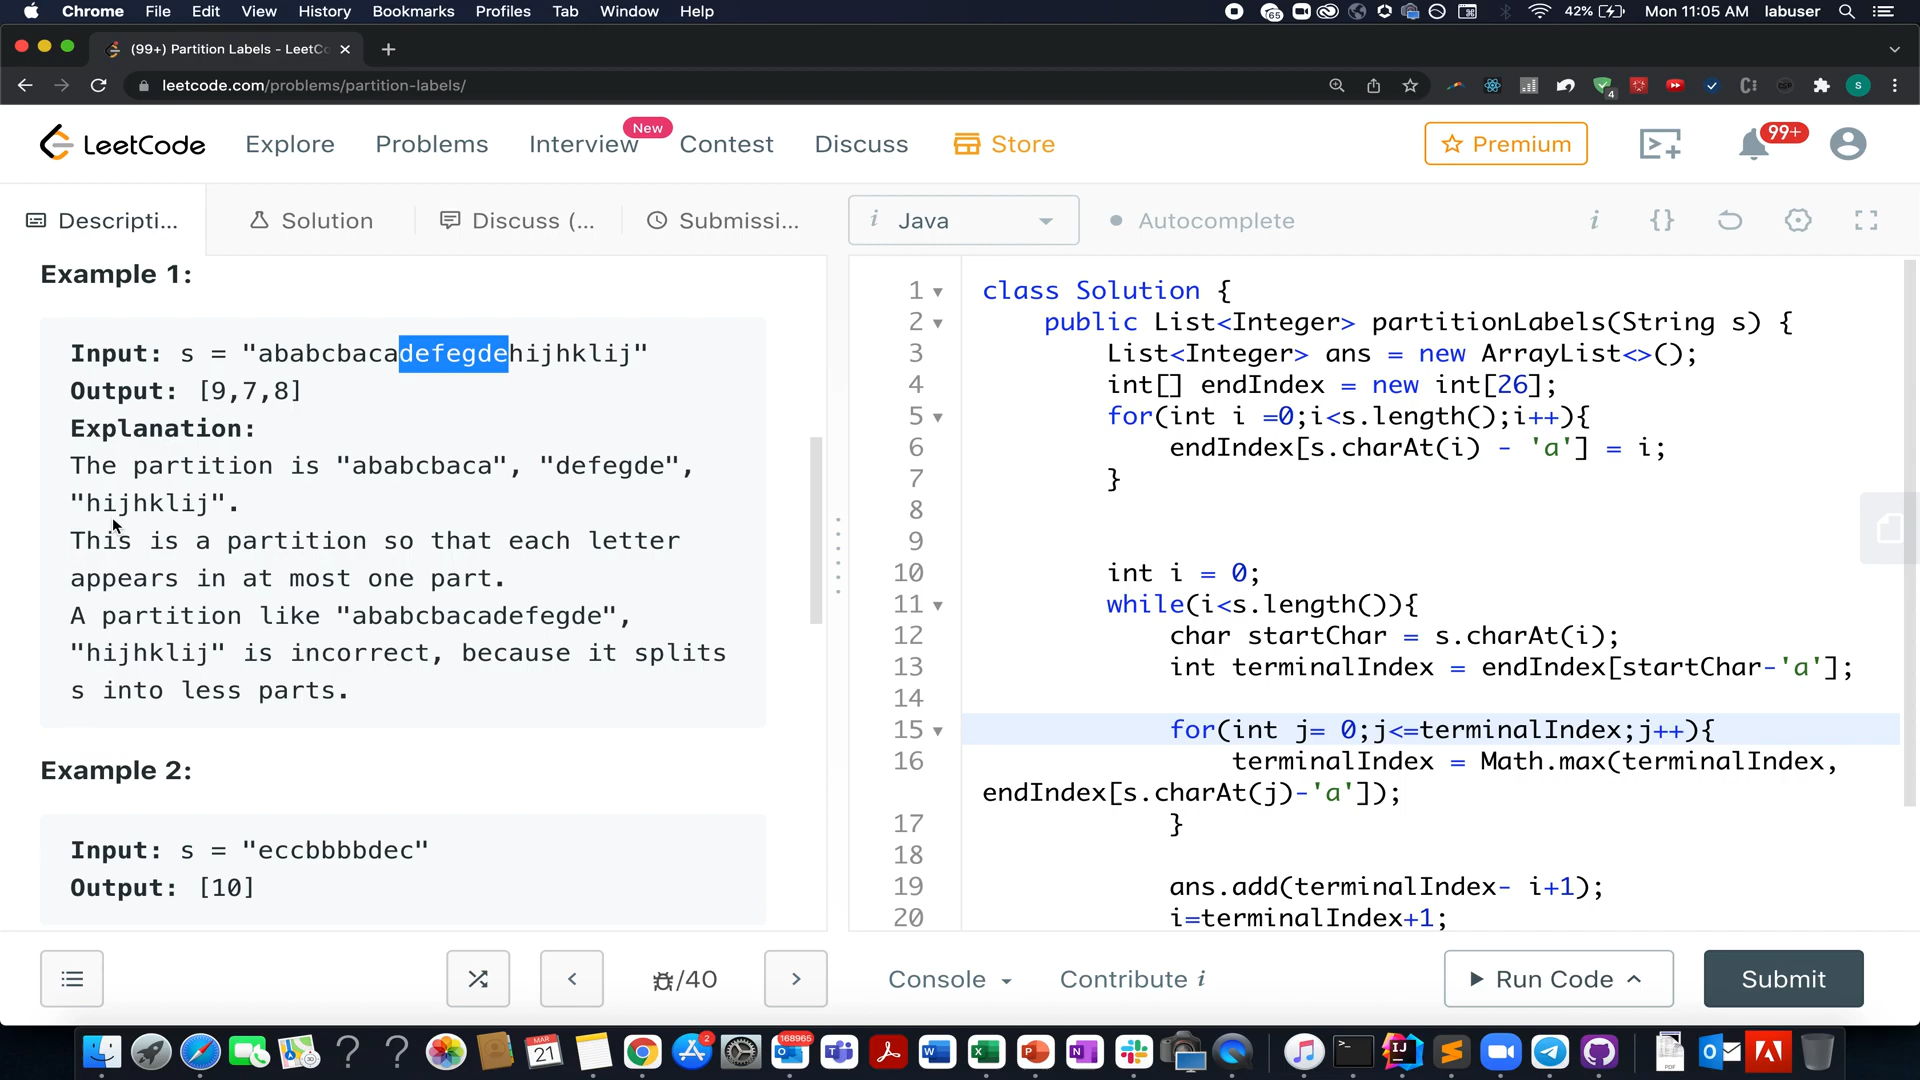 Chrome File Edit View History Bookmarks Profiles Tab Window Help
65
42%
Mon 11:05 AM labuser
(99+) Partition Labels - LeetCo
leetcode.com/problems/partition-labels/
4
S
LeetCode Explore Problems Interview New Contest Discuss Store
Premium
99+
Descripti... Solution Discuss (... Submissi...
i Java
Autocomplete
i {}
Example 1:
Input: s = "ababcbacadefegdehijhklij"
Output: [9,7,8]
Explanation:
The partition is "ababcbaca", "defegde",
"hijhklij".
This is a partition so that each letter
appears in at most one part.
A partition like "ababcbacadefegde",
"hijhklij" is incorrect, because it splits
s into less parts.
Example 2:
Input: s = "eccbbbbdec"
Output: [10]
1 class Solution {
2 public List<Integer> partitionLabels(String s) {
3 List<Integer> ans = new ArrayList<>();
4 int[] endIndex = new int[26];
5 for(int i =0;i<s.length();i++){
6 endIndex[s.charAt(i) - 'a'] = i;
7 }
8
9
10 int i = 0;
11 while(i<s.length()){
12 char startChar = s.charAt(i);
13 int terminalIndex = endIndex[startChar-'a'];
14
15 for(int j= 0;j<=terminalIndex;j++){
16 terminalIndex = Math.max(terminalIndex,
endIndex[s.charAt(j)-'a']);
17 }
18
19 ans.add(terminalIndex- i+1);
20 i=terminalIndex+1;
/40
Console
Contribute i
Run Code
Submit
MAR
21
2
168965